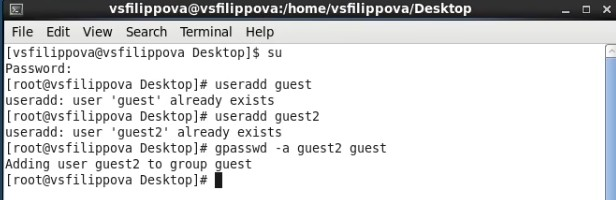 vsfilippova@vsfilippova:/home/vsfilippova/Desktop
File Edit View Search Terminal Help
[vsfilippova@vsfilippova Desktop]$ su
Password:
[root@vsfilippova Desktop]# useradd guest
useradd: user 'guest' already exists
[root@vsfilippova Desktop]# useradd guest2
useradd: user 'guest2' already exists
[root@vsfilippova Desktop]# gpasswd -a guest2 guest
Adding user guest2 to group guest
[root@vsfilippova Desktop]#